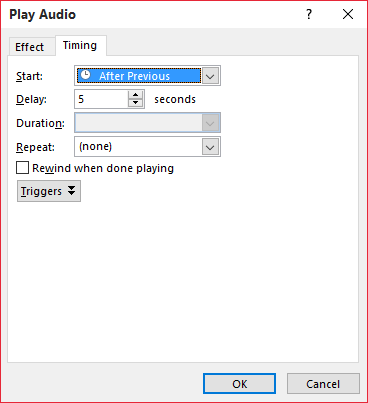 Play Audio ?
Effect Timing
Start: After Previous
Delay: 5 seconds
Duration:
Repeat: (none)
Rewind when done playing
Triggers
OK Cancel